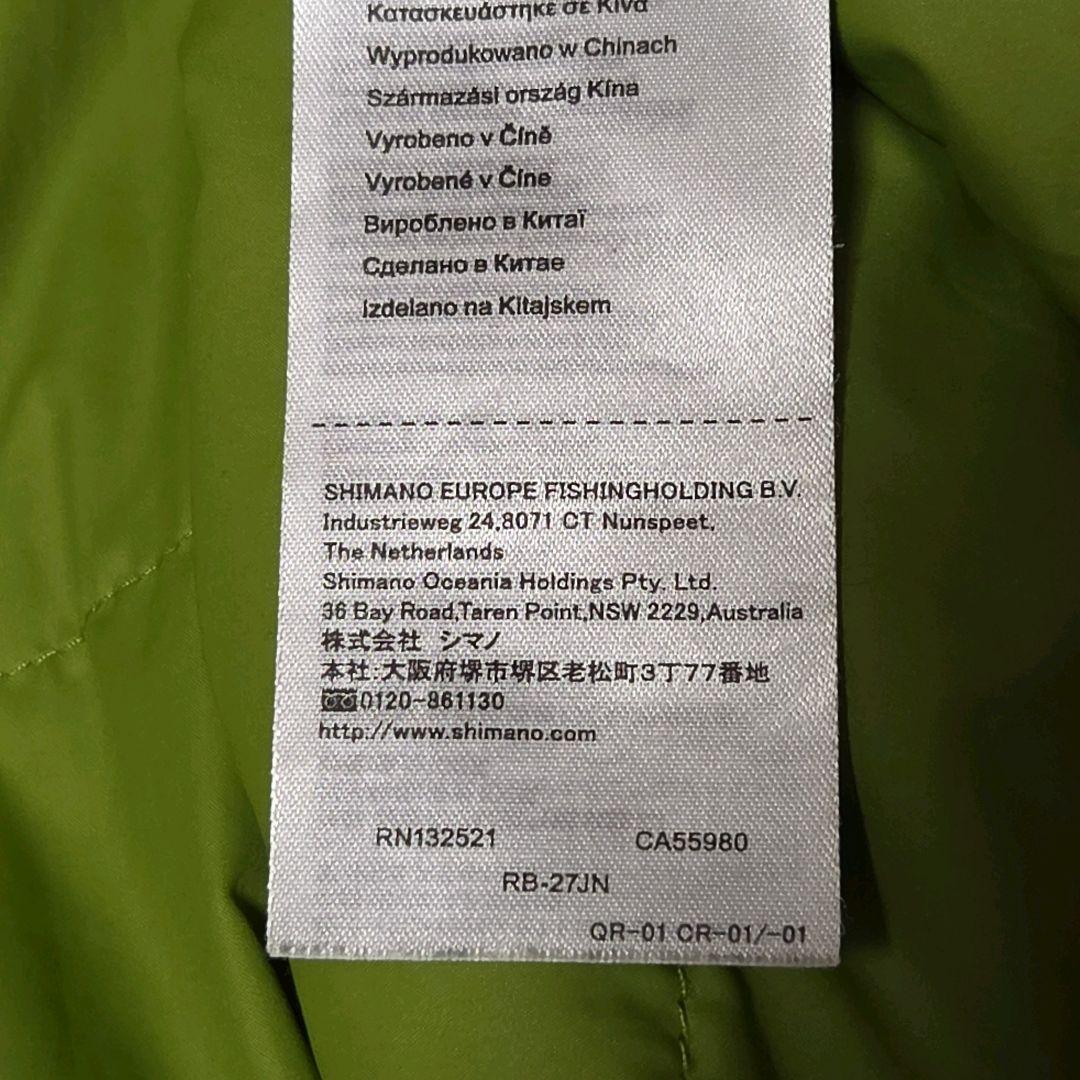 Κατασκευάστηκε σε Κίνα
Wyprodukowano w Chinach
Származási ország Kína
Vyrobeno v Číně
Vyrobené v Číne
Вироблено в Китаї
Сделано в Китае
Izdelano na Kitajskem
SHIMANO EUROPE FISHINGHOLDING B.V.
Industrieweg 24,8071 CT Nunspeet,
The Netherlands
Shimano Oceania Holdings Pty. Ltd.
36 Bay Road,Taren Point,NSW 2229,Australia
株式会社 シマノ
本社:大阪府堺市堺区老松町3丁77番地
0120-861130
http://www.shimano.com
RN132521 CA55980
RB-27JN
QR-01 CR-01/-01